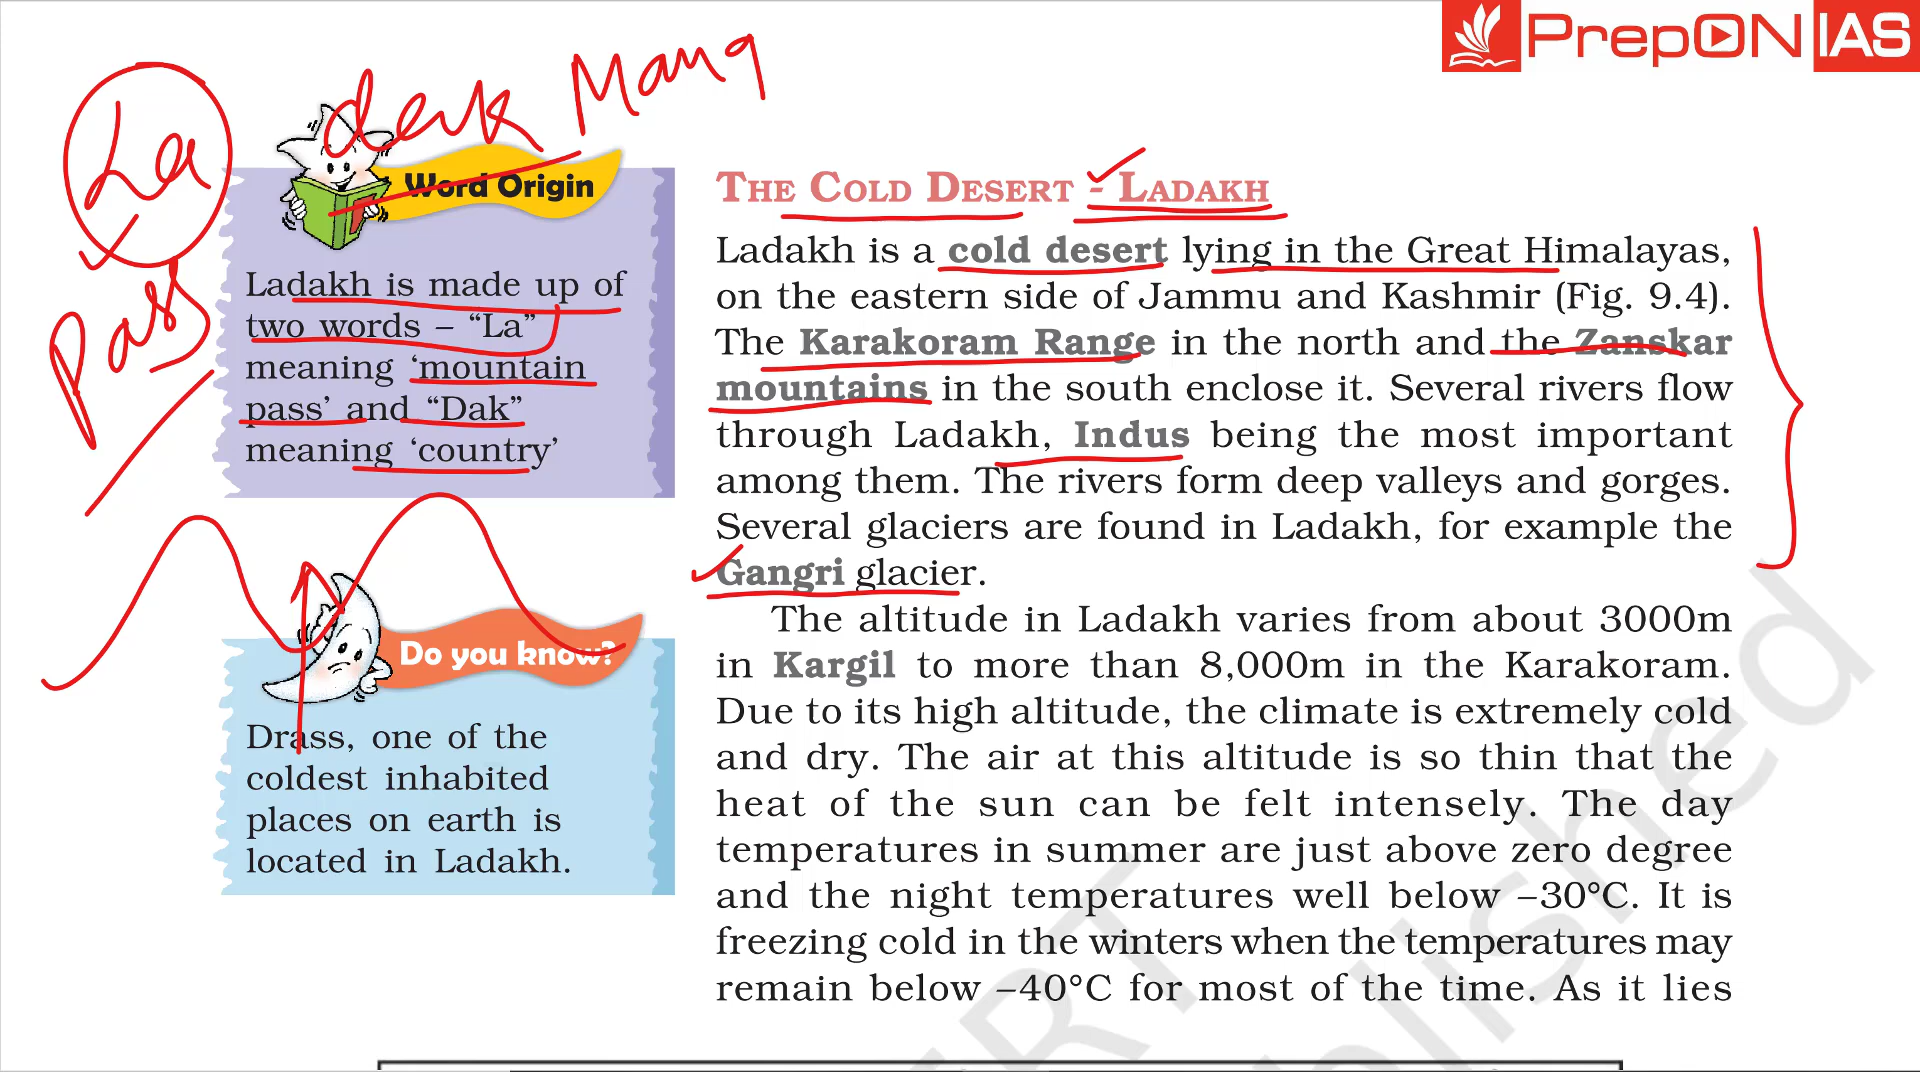 PrepON IAS
La
dak Many
Pass
Word Origin
Ladakh is made up of
two words – “La”
meaning ‘mountain
pass’ and “Dak”
meaning ‘country’
Do you know?
Drass, one of the
coldest inhabited
places on earth is
located in Ladakh.
THE COLD DESERT - LADAKH
Ladakh is a cold desert lying in the Great Himalayas,
on the eastern side of Jammu and Kashmir (Fig. 9.4).
The Karakoram Range in the north and the Zanskar
mountains in the south enclose it. Several rivers flow
through Ladakh, Indus being the most important
among them. The rivers form deep valleys and gorges.
Several glaciers are found in Ladakh, for example the
Gangri glacier.
The altitude in Ladakh varies from about 3000m
in Kargil to more than 8,000m in the Karakoram.
Due to its high altitude, the climate is extremely cold
and dry. The air at this altitude is so thin that the
heat of the sun can be felt intensely. The day
temperatures in summer are just above zero degree
and the night temperatures well below –30°C. It is
freezing cold in the winters when the temperatures may
remain below –40°C for most of the time. As it lies